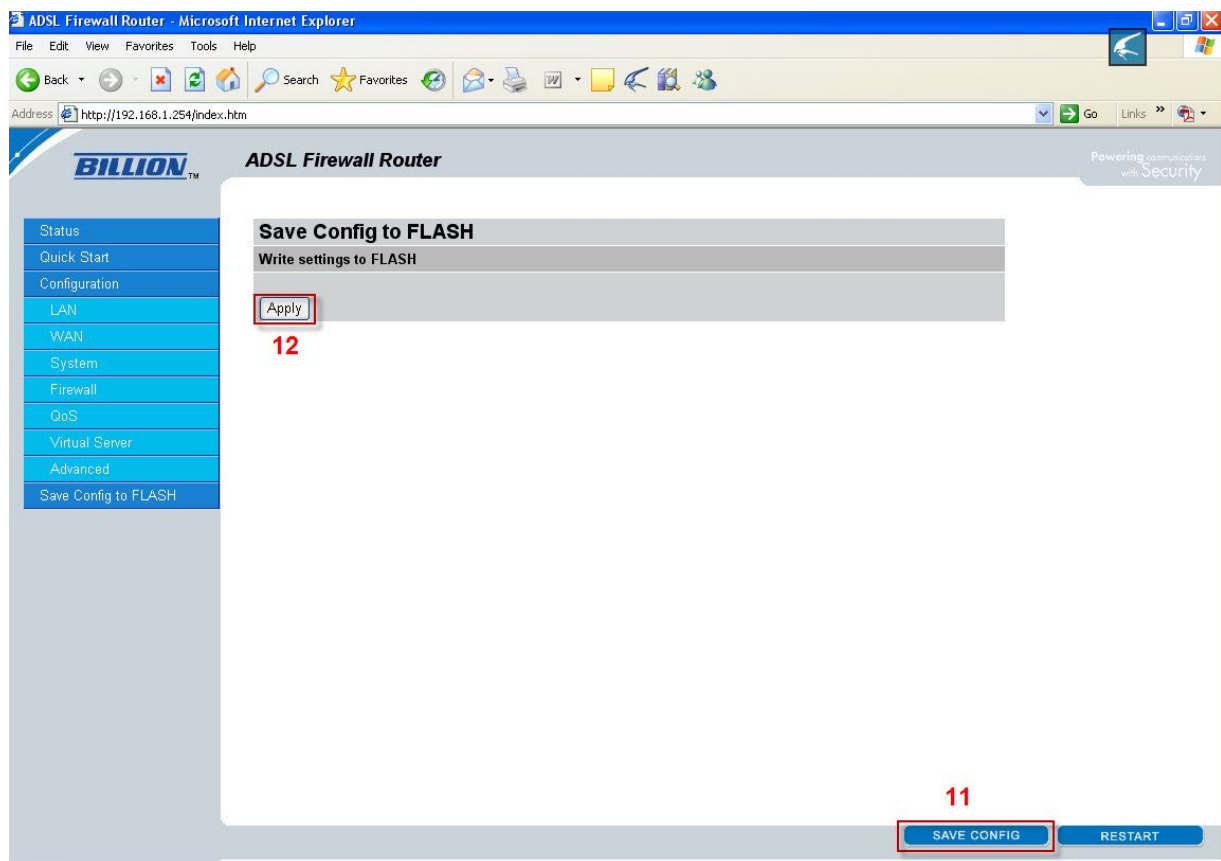 ADSL Firewall Router - Microsoft Internet Explorer
File Edit View Favorites Tools Help
Back Search Favorites
Address http://192.168.1.254/index.htm Go Links »
BILLION TM
ADSL Firewall Router
Powering communications
with Security
Status
Quick Start
Configuration
LAN
WAN
System
Firewall
QoS
Virtual Server
Advanced
Save Config to FLASH
Save Config to FLASH
Write settings to FLASH
Apply
12
11
SAVE CONFIG RESTART